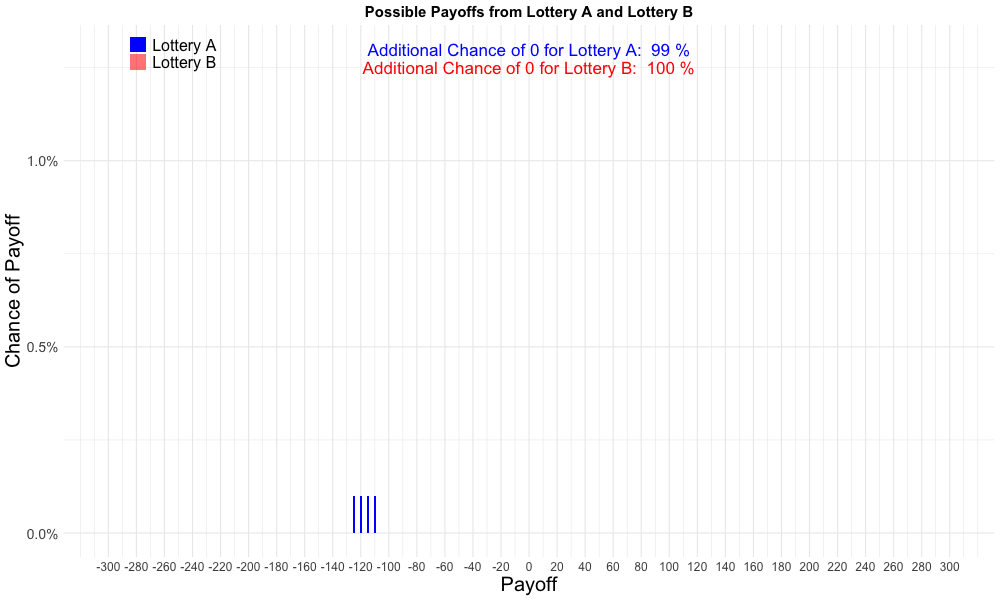 Possible Payoffs from Lottery A and Lottery B
Lottery A
Lottery B
Additional Chance of 0 for Lottery A:  99 %
Additional Chance of 0 for Lottery B:  100 %
Chance of Payoff
1.0%
0.5%
0.0%
-300 -280 -260 -240 -220 -200 -180 -160 -140 -120 -100 -80 -60 -40 -20 0 20 40 60 80 100 120 140 160 180 200 220 240 260 280 300
Payoff